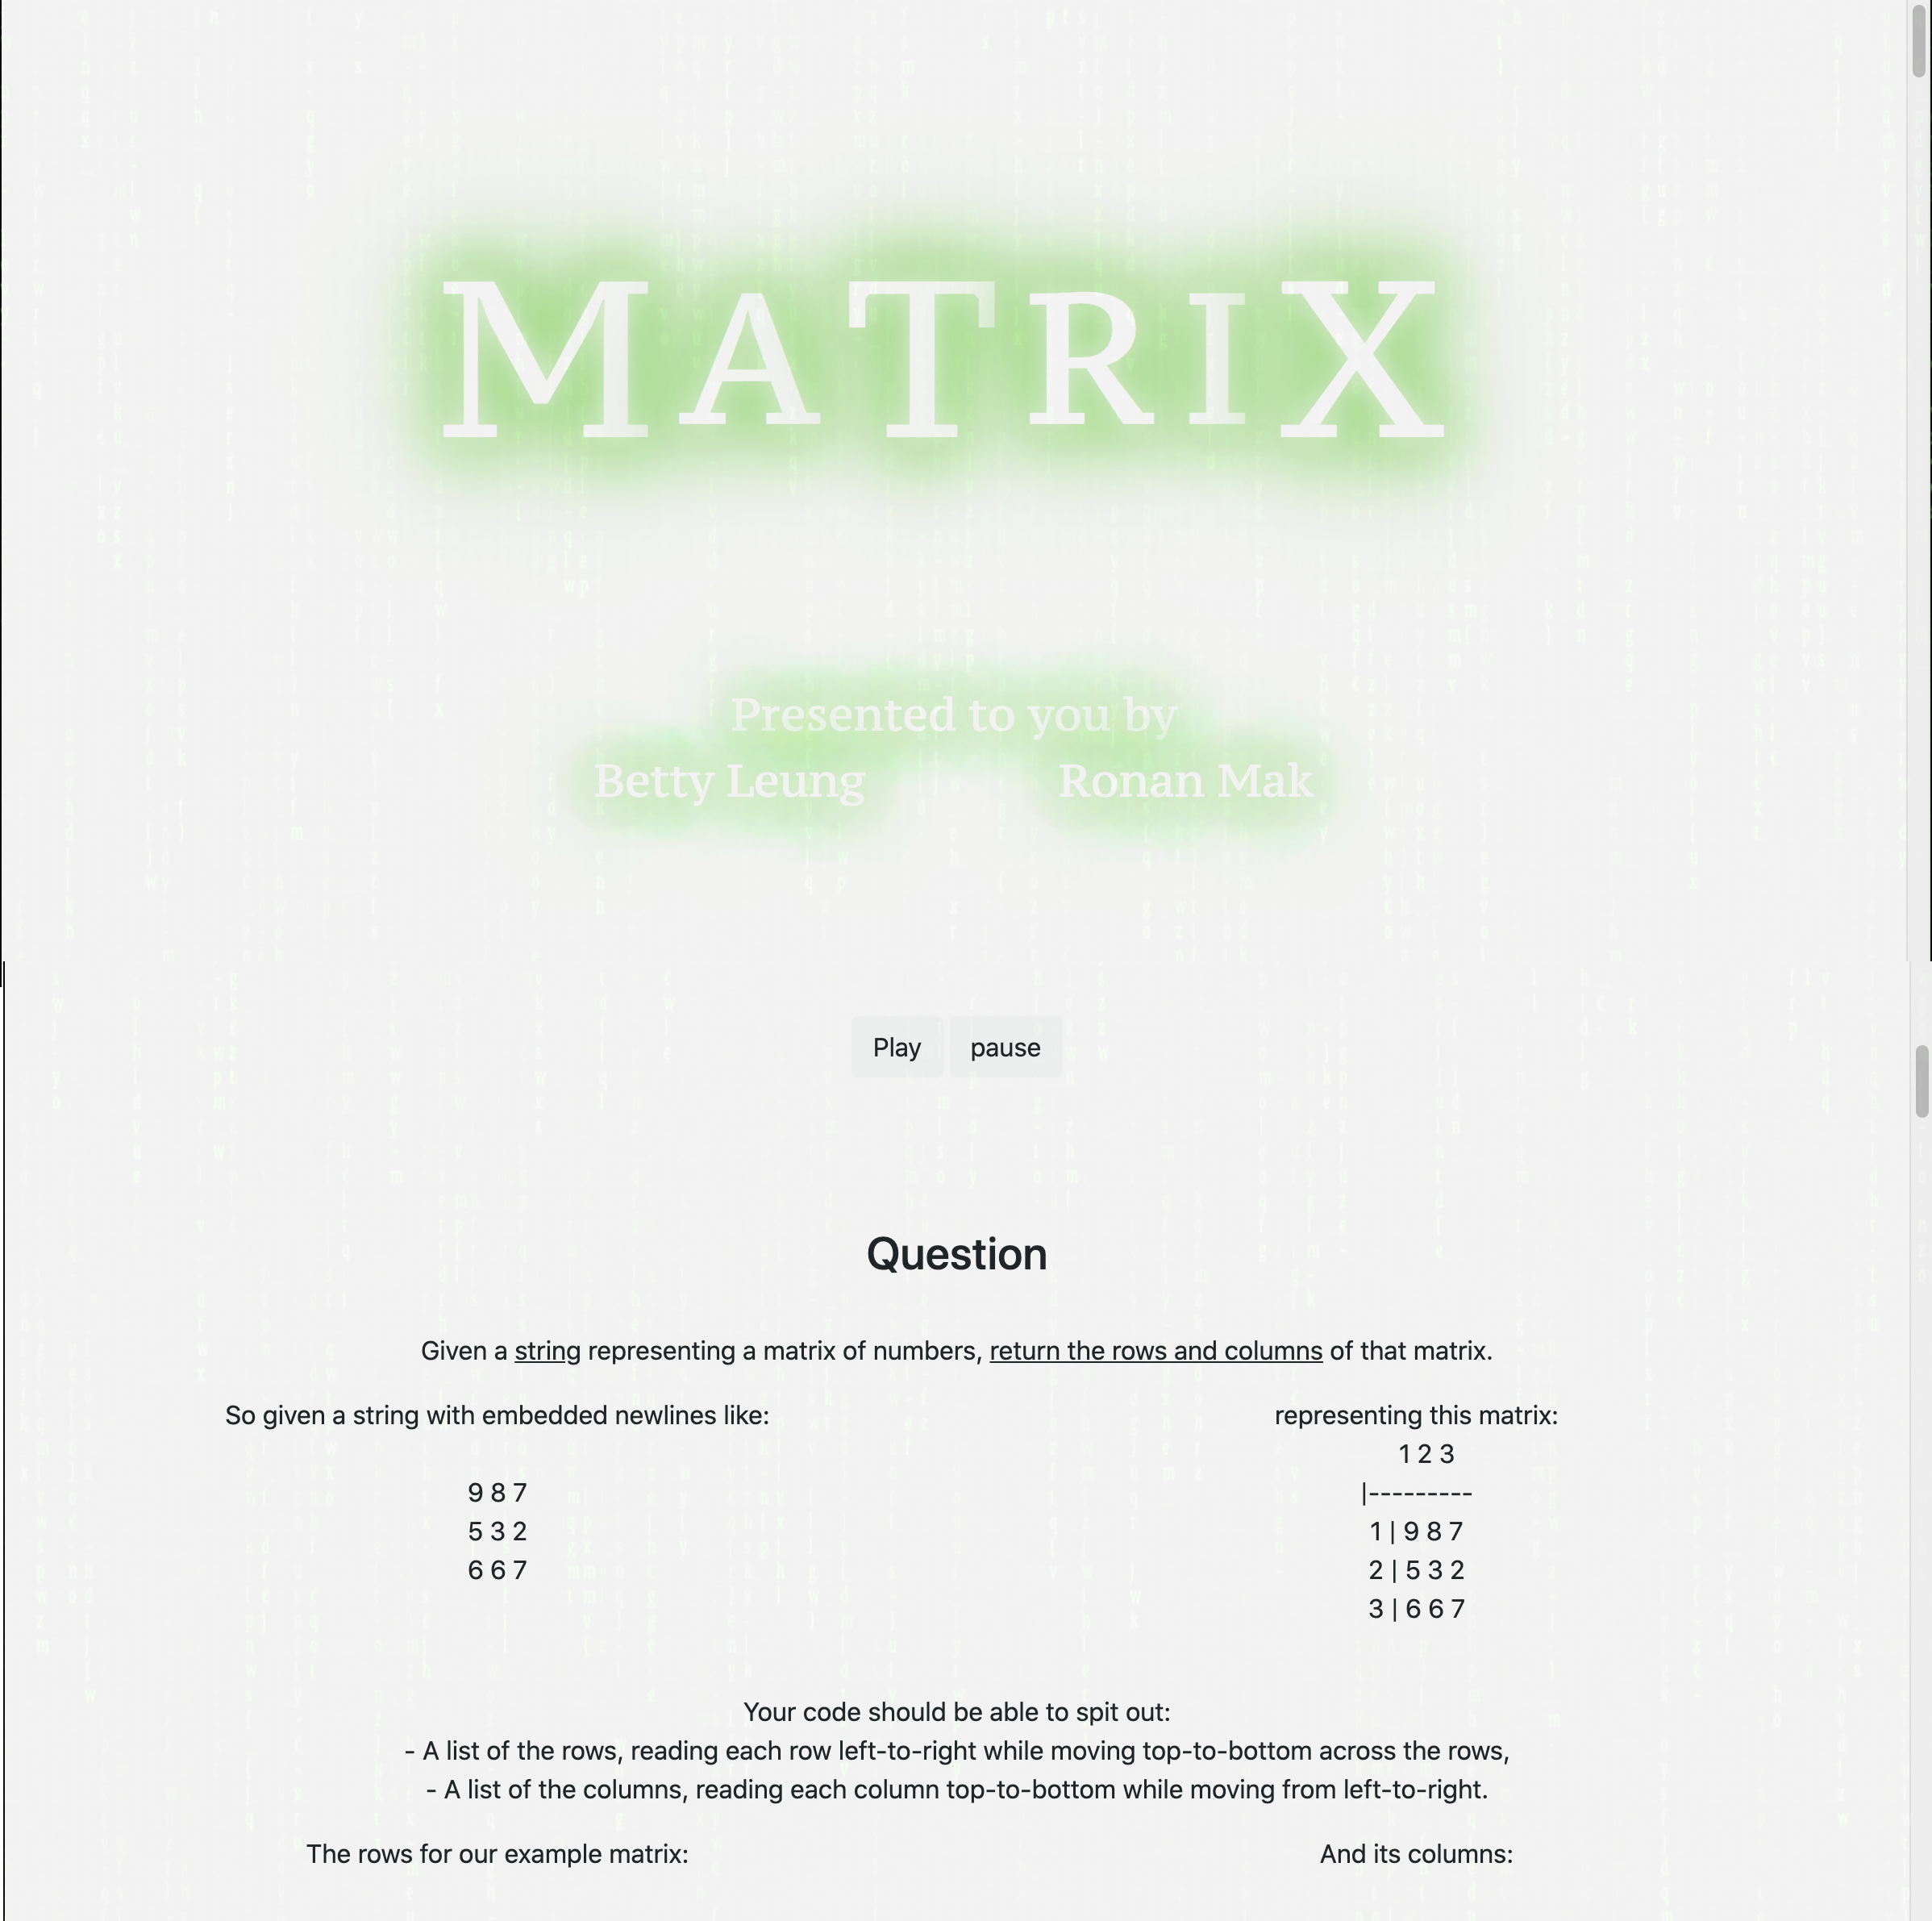 MATRIX
Presented to you by
Betty Leung Ronan Mak
Play pause
Question
Given a string representing a matrix of numbers, return the rows and columns of that matrix.
So given a string with embedded newlines like:
9 8 7
5 3 2
6 6 7
representing this matrix:
1 2 3
|---------
1 | 9 8 7
2 | 5 3 2
3 | 6 6 7
Your code should be able to spit out:
- A list of the rows, reading each row left-to-right while moving top-to-bottom across the rows,
- A list of the columns, reading each column top-to-bottom while moving from left-to-right.
The rows for our example matrix:
And its columns: